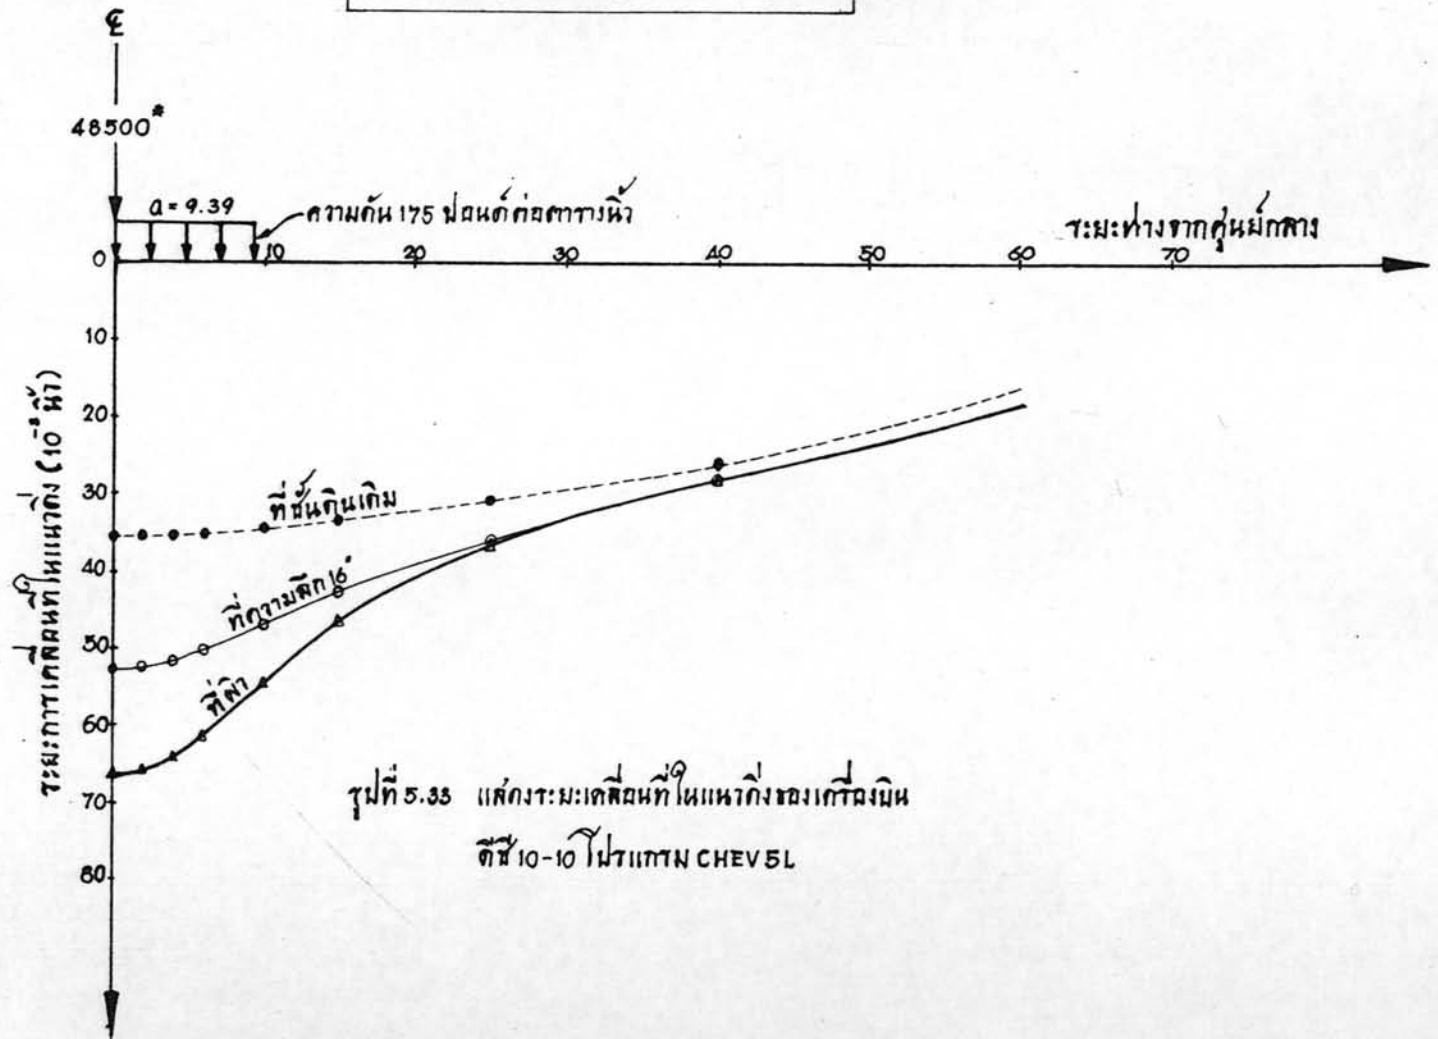 ℄
48500#
a = 9.39
ความดัน 175 ปอนด์ต่อตารางนิ้ว
ระยะห่างจากศูนย์กลาง
0
10
20
30
40
50
60
70
10
20
30
40
50
60
70
80
ระยะการเคลื่อนที่ในแนวดิ่ง (10⁻³ นิ้ว)
ที่ชั้นดินเดิม
ที่ความลึก 16"
ที่ผิว
รูปที่ 5.33 แสดงระยะเคลื่อนที่ในแนวดิ่งของเครื่องบิน
ดีซี 10-10 โปรแกรม CHEV5L